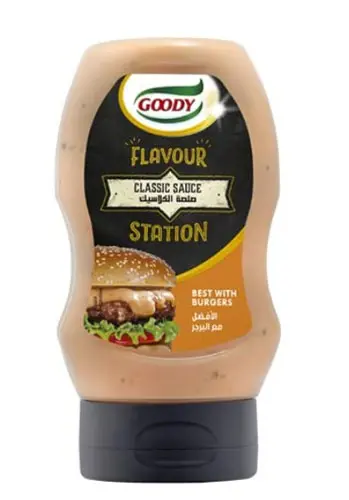 GOODY
FLAVOUR
CLASSIC SAUCE
صلصة الكلاسيك
STATION
BEST WITH
BURGERS
الأفضل
مع البرجر